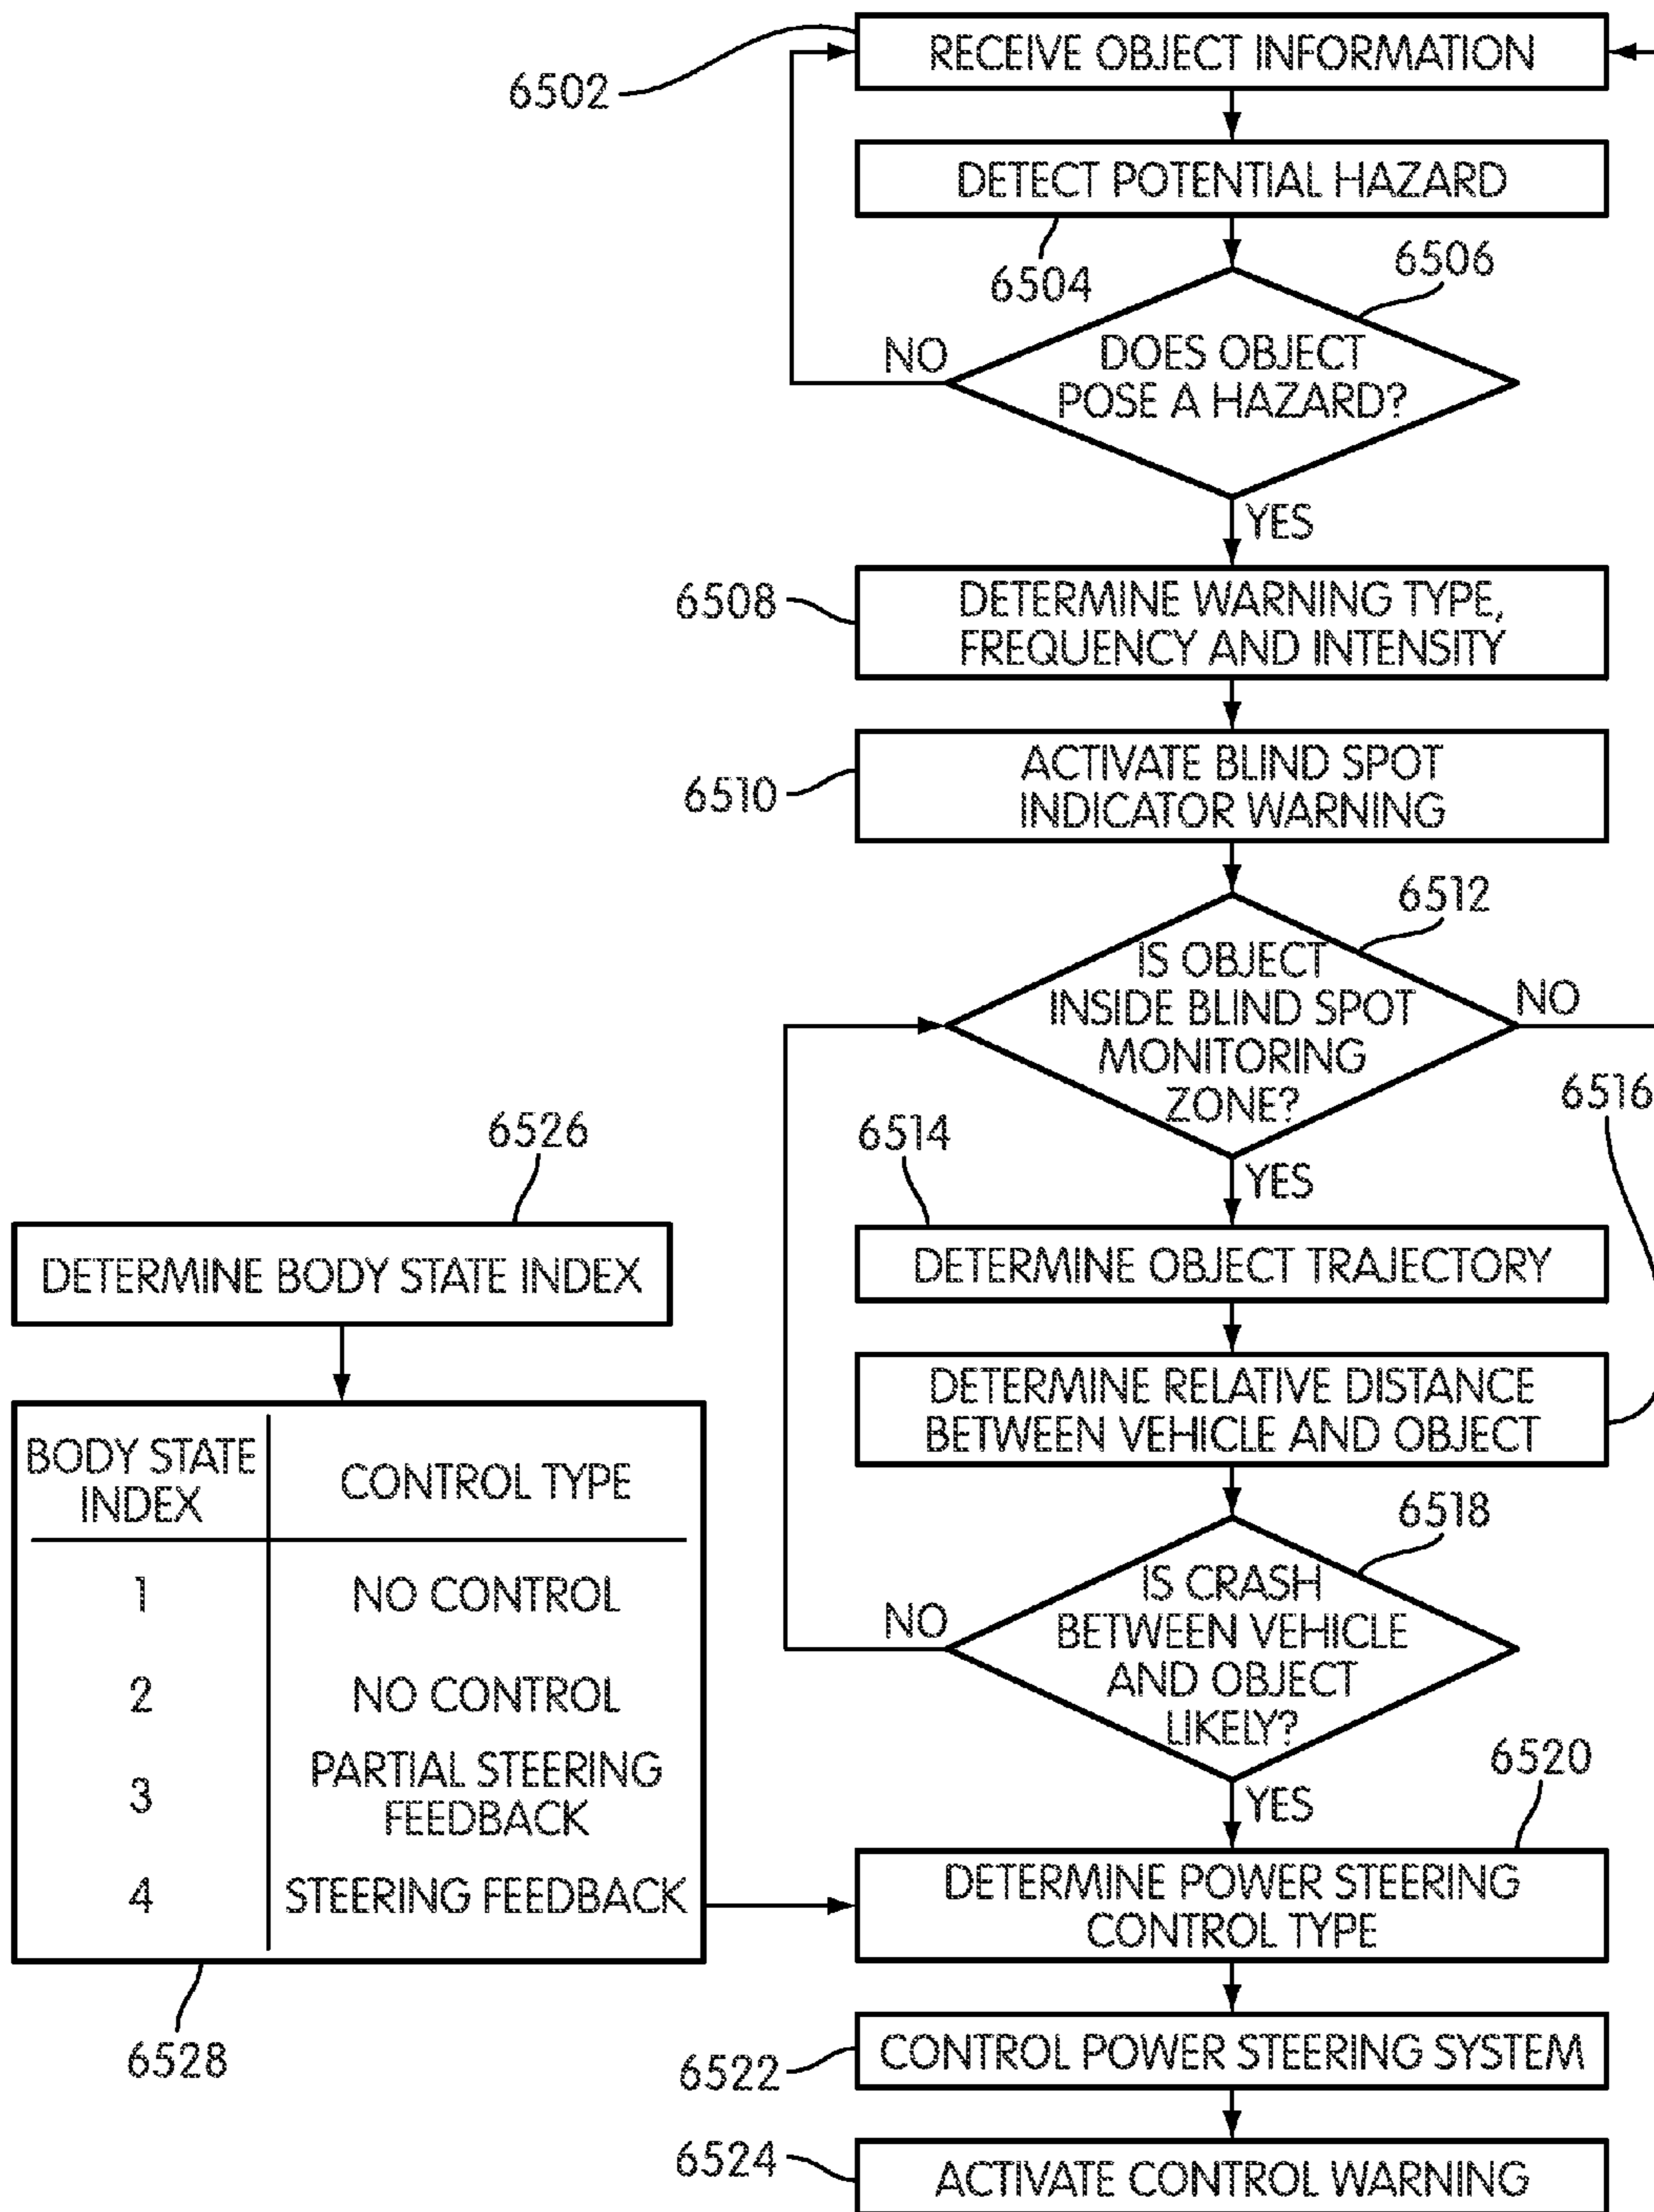 RECEIVE OBJECT INFORMATION
6502
DETECT POTENTIAL HAZARD
6504
6506
DOES OBJECT
POSE A HAZARD?
NO
YES
6508
DETERMINE WARNING TYPE,
FREQUENCY AND INTENSITY
6510
ACTIVATE BLIND SPOT
INDICATOR WARNING
6512
IS OBJECT
INSIDE BLIND SPOT
MONITORING
ZONE?
NO
YES
6514
6516
DETERMINE OBJECT TRAJECTORY
DETERMINE RELATIVE DISTANCE
BETWEEN VEHICLE AND OBJECT
6518
IS CRASH
BETWEEN VEHICLE
AND OBJECT
LIKELY?
NO
YES
6526
DETERMINE BODY STATE INDEX
BODY STATE
INDEX
CONTROL TYPE
1
NO CONTROL
2
NO CONTROL
3
PARTIAL STEERING
FEEDBACK
4
STEERING FEEDBACK
6528
6520
DETERMINE POWER STEERING
CONTROL TYPE
6522
CONTROL POWER STEERING SYSTEM
6524
ACTIVATE CONTROL WARNING